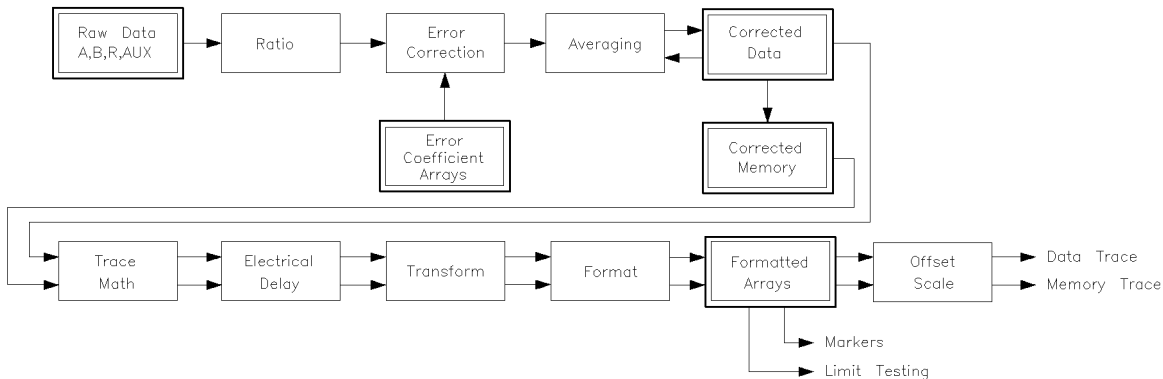 Raw Data
A,B,R,AUX
Ratio
Error
Correction
Averaging
Corrected
Data
Error
Coefficient
Arrays
Corrected
Memory
Trace
Math
Electrical
Delay
Transform
Format
Formatted
Arrays
Offset
Scale
Data Trace
Memory Trace
Markers
Limit Testing